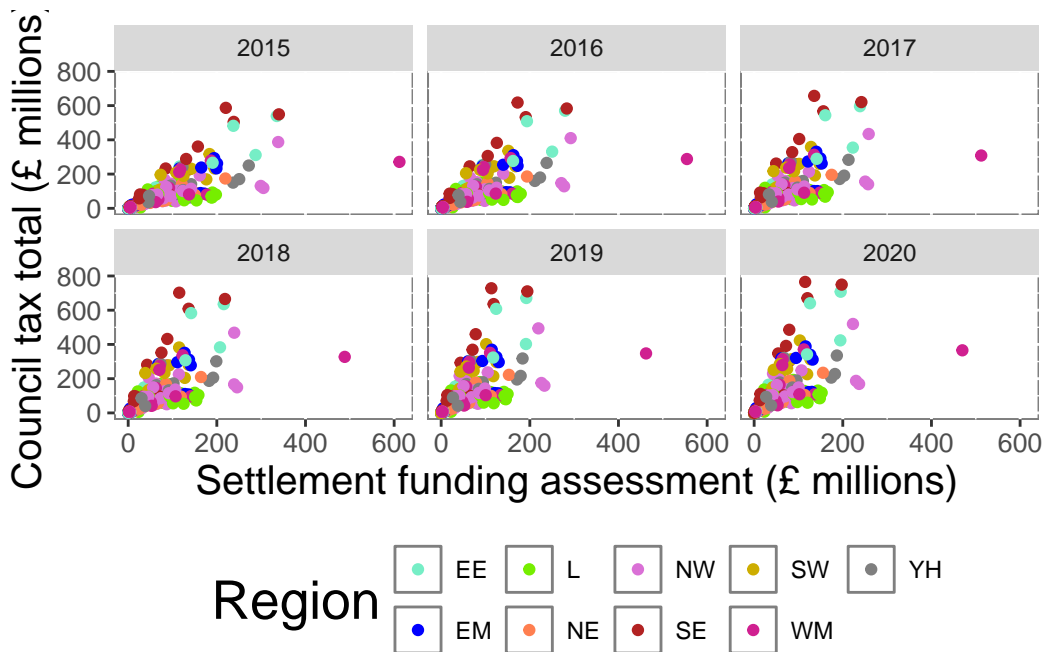 2015 2016 2017
800
600
400
200
0
2018 2019 2020
800
600
400
200
0
0 200 400 600 0 200 400 600 0 200 400 600
Council tax total (£ millions)
Settlement funding assessment (£ millions)
Region
EE L NW SW YH
EM NE SE WM